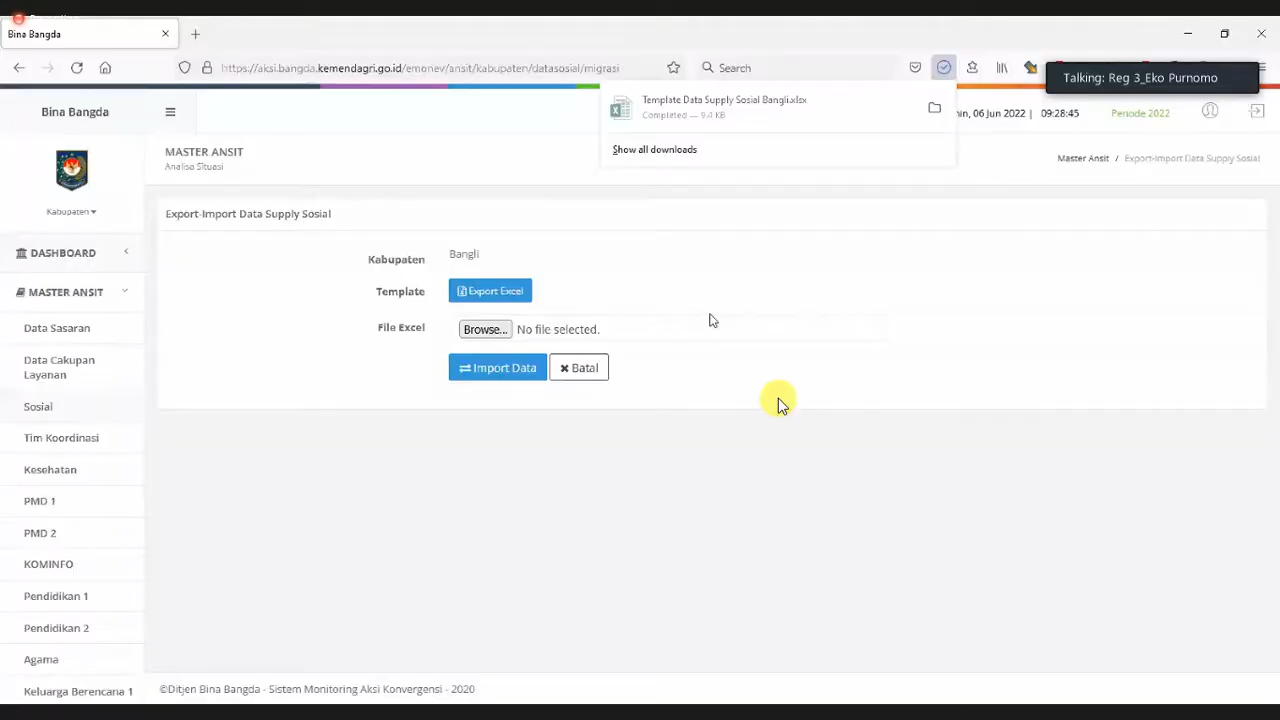 Bina Bangda
https://aksi.bangda.kemendagri.go.id/emonev/ansit/kabupaten/datasosial/migrasi
Search
Talking: Reg 3_Eko Purnomo
Bina Bangda
Template Data Supply Sosial Bangli.xlsx
Completed — 9.4 KB
Show all downloads
06 Jun 2022 | 09:28:45
Periode 2022
MASTER ANSIT
Analisa Situasi
Master Ansit / Export-Import Data Supply Sosial
Kabupaten
DASHBOARD
MASTER ANSIT
Data Sasaran
Data Cakupan
Layanan
Sosial
Tim Koordinasi
Kesehatan
PMD 1
PMD 2
KOMINFO
Pendidikan 1
Pendidikan 2
Agama
Keluarga Berencana 1
Export-Import Data Supply Sosial
Kabupaten Bangli
Template Export Excel
File Excel Browse... No file selected.
Import Data Batal
©Ditjen Bina Bangda - Sistem Monitoring Aksi Konvergensi - 2020